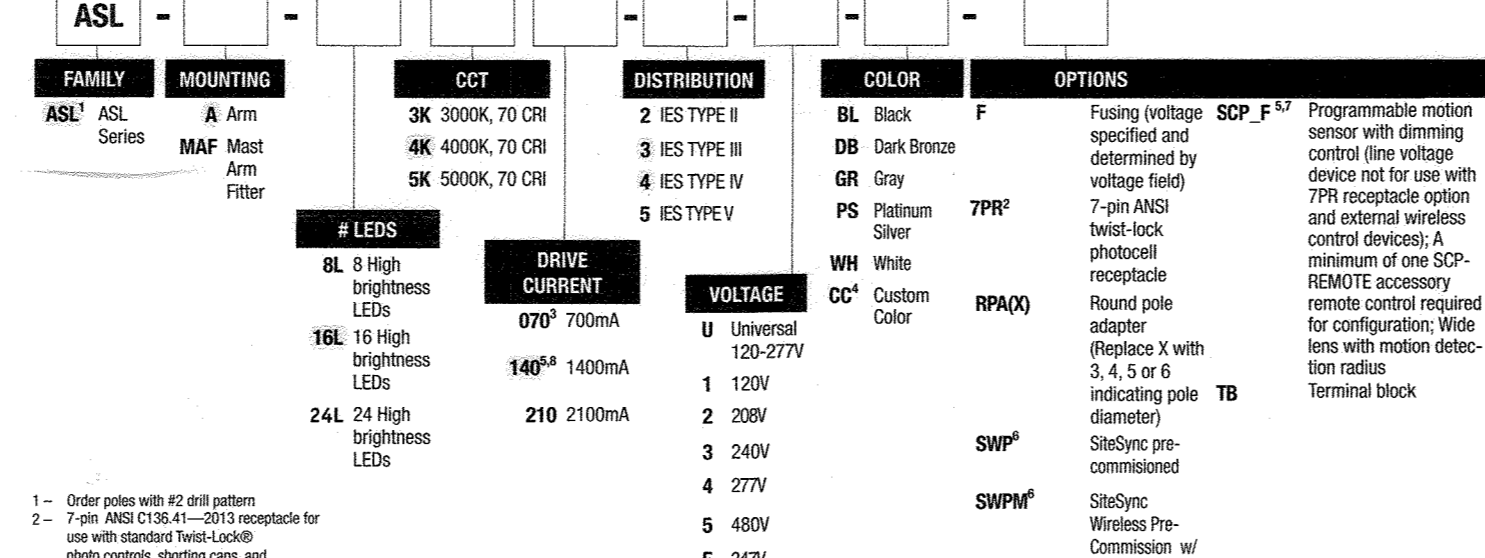 ASL - - - - - -
FAMILY
ASL1 ASL
Series
MOUNTING
A Arm
MAF Mast
Arm
Fitter
# LEDS
8L 8 High
brightness
LEDs
16L 16 High
brightness
LEDs
24L 24 High
brightness
LEDs
CCT
3K 3000K, 70 CRI
4K 4000K, 70 CRI
5K 5000K, 70 CRI
DRIVE
CURRENT
0703 700mA
1405,8 1400mA
210 2100mA
DISTRIBUTION
2 IES TYPE II
3 IES TYPE III
4 IES TYPE IV
5 IES TYPE V
VOLTAGE
U Universal
120-277V
1 120V
2 208V
3 240V
4 277V
5 480V
COLOR
BL Black
DB Dark Bronze
GR Gray
PS Platinum
Silver
WH White
CC4 Custom
Color
OPTIONS
F Fusing (voltage
specified and
determined by
voltage field)
7PR2 7-pin ANSI
twist-lock
photocell
receptacle
RPA(X) Round pole
adapter
(Replace X with
3, 4, 5 or 6
indicating pole
diameter)
SWP6 SiteSync pre-
commisioned
SWPM6 SiteSync
Wireless Pre-
Commission w/
SCP_F 5,7 Programmable motion
sensor with dimming
control (line voltage
device not for use with
7PR receptacle option
and external wireless
control devices); A
minimum of one SCP-
REMOTE accessory
remote control required
for configuration; Wide
lens with motion detec-
tion radius
TB Terminal block
1 – Order poles with #2 drill pattern
2 – 7-pin ANSI C136.41—2013 receptacle for
use with standard Twist-Lock®
photo controls, shorting caps, and